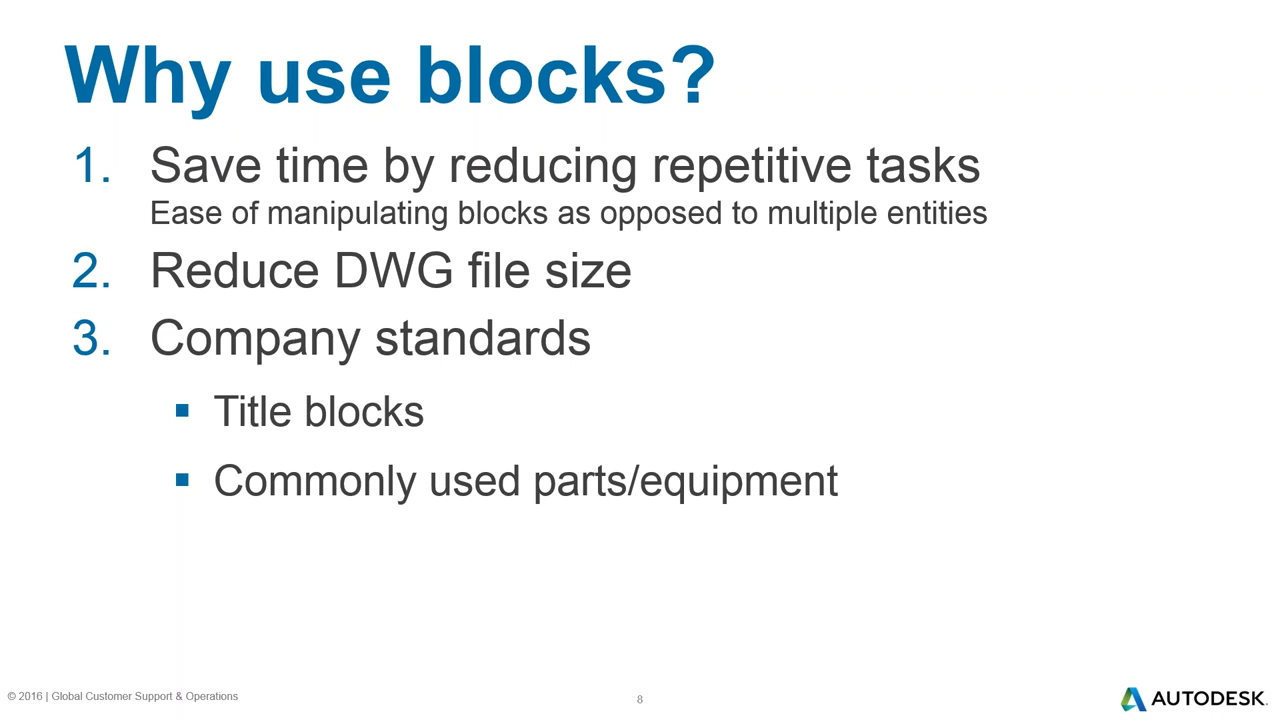 Why use blocks?
1. Save time by reducing repetitive tasks
Ease of manipulating blocks as opposed to multiple entities
2. Reduce DWG file size
3. Company standards
▪ Title blocks
▪ Commonly used parts/equipment
© 2016 | Global Customer Support & Operations
8
AUTODESK.